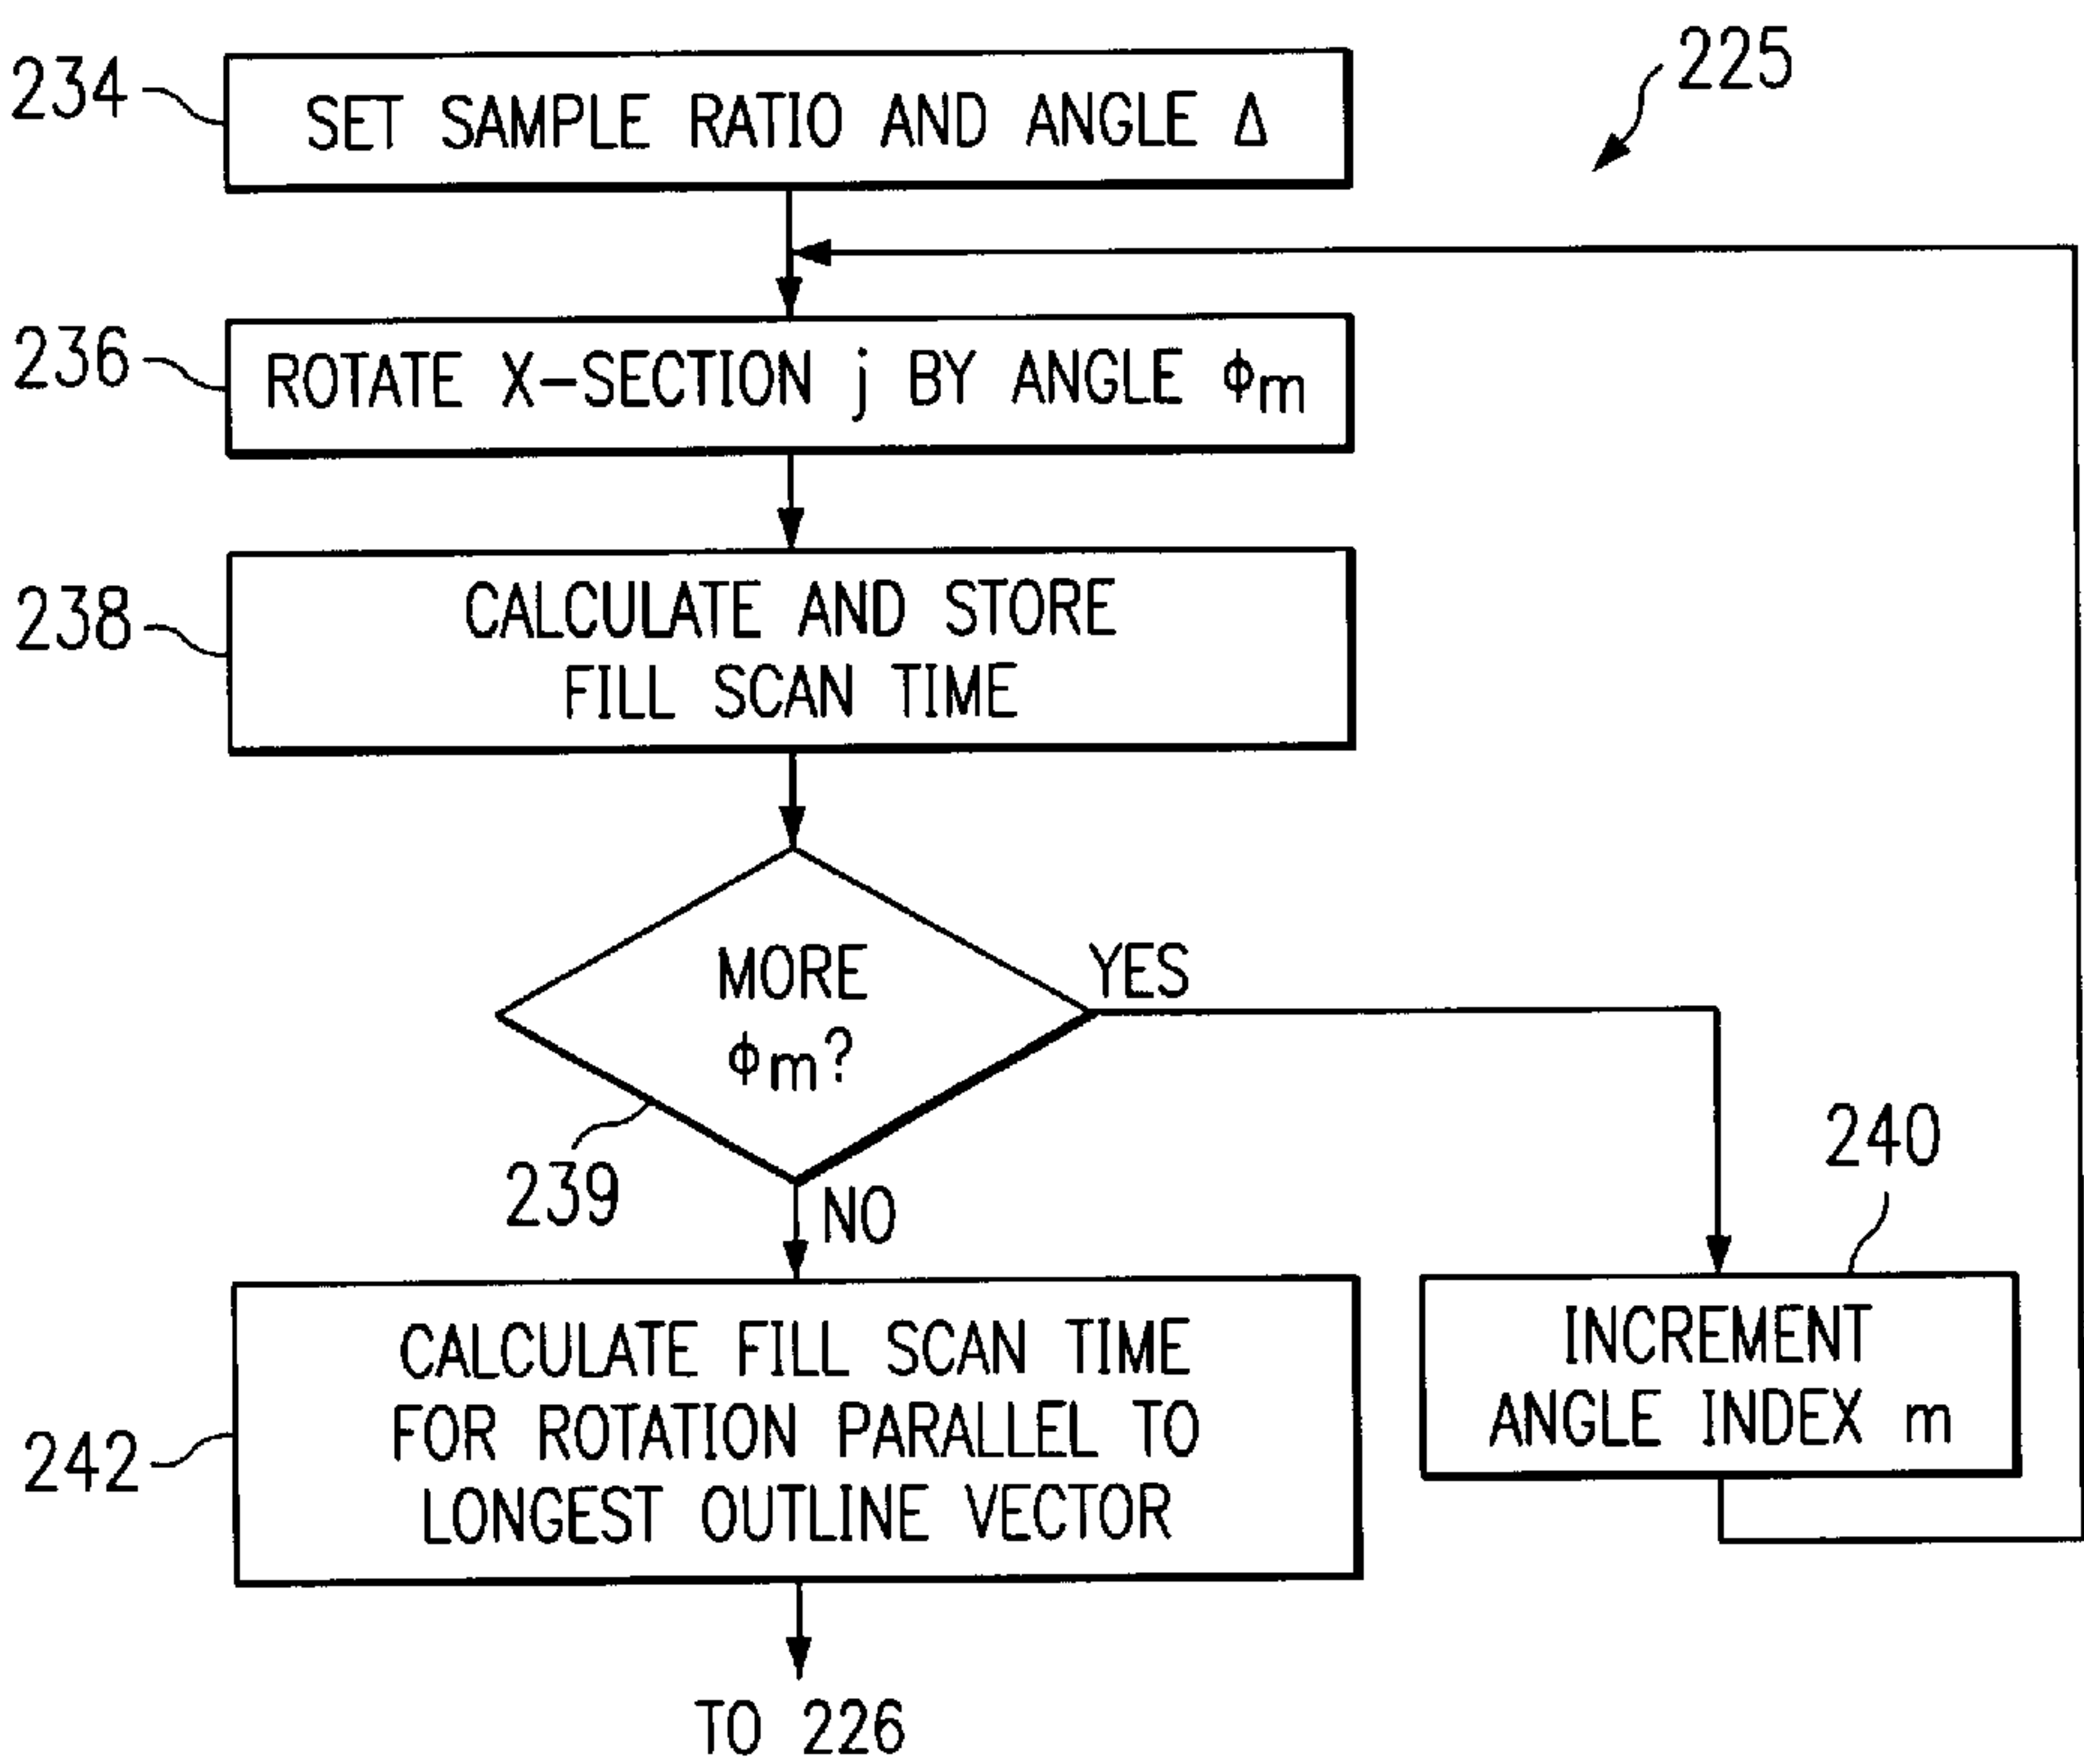 225
234
SET SAMPLE RATIO AND ANGLE Δ
236
ROTATE X-SECTION j BY ANGLE ϕm
238
CALCULATE AND STORE
FILL SCAN TIME
MORE
ϕm?
YES
239
NO
240
INCREMENT
ANGLE INDEX m
242
CALCULATE FILL SCAN TIME
FOR ROTATION PARALLEL TO
LONGEST OUTLINE VECTOR
TO 226